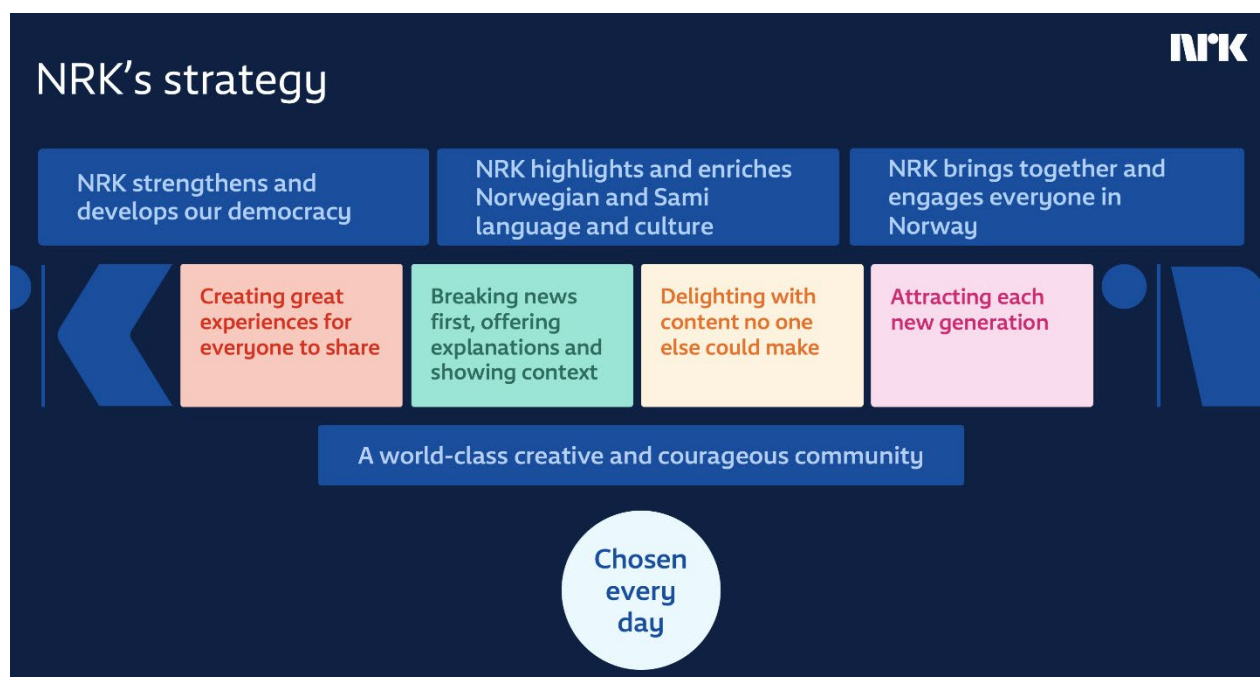 nrk
NRK's strategy
NRK strengthens and
develops our democracy
NRK highlights and enriches
Norwegian and Sami
language and culture
NRK brings together and
engages everyone in
Norway
Creating great
experiences for
everyone to share
Breaking news
first, offering
explanations and
showing context
Delighting with
content no one
else could make
Attracting each
new generation
A world-class creative and courageous community
Chosen
every
day